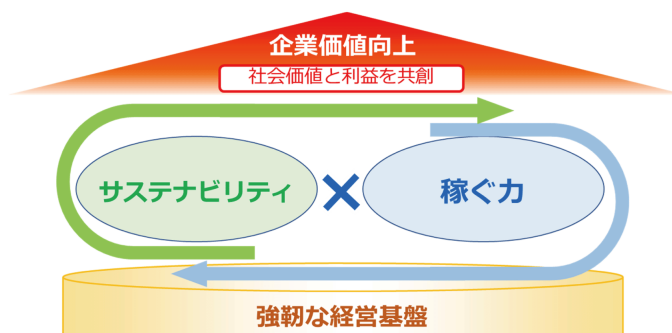 企業価値向上
社会価値と利益を共創
サステナビリティ
×
稼ぐ力
強靭な経営基盤